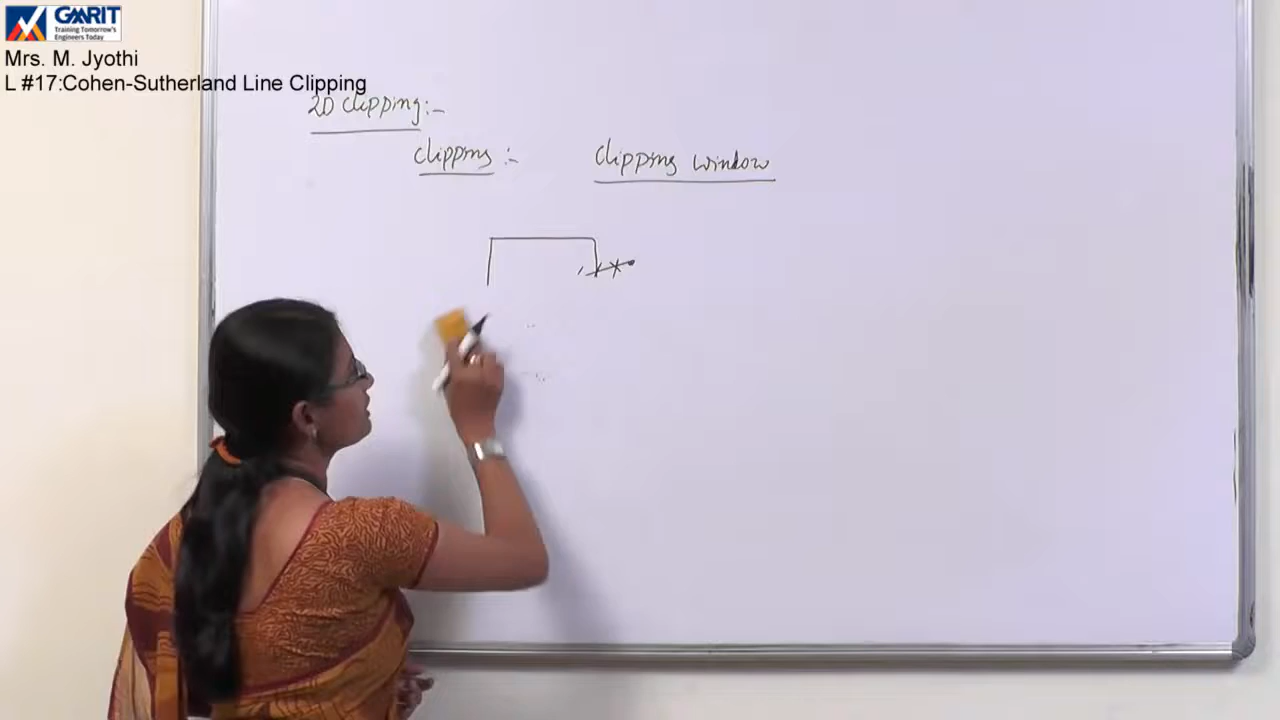 GMRIT
Training Tomorrow's
Engineers Today
Mrs. M. Jyothi
L #17:Cohen-Sutherland Line Clipping
2D Clipping:-
Clipping:- Clipping window